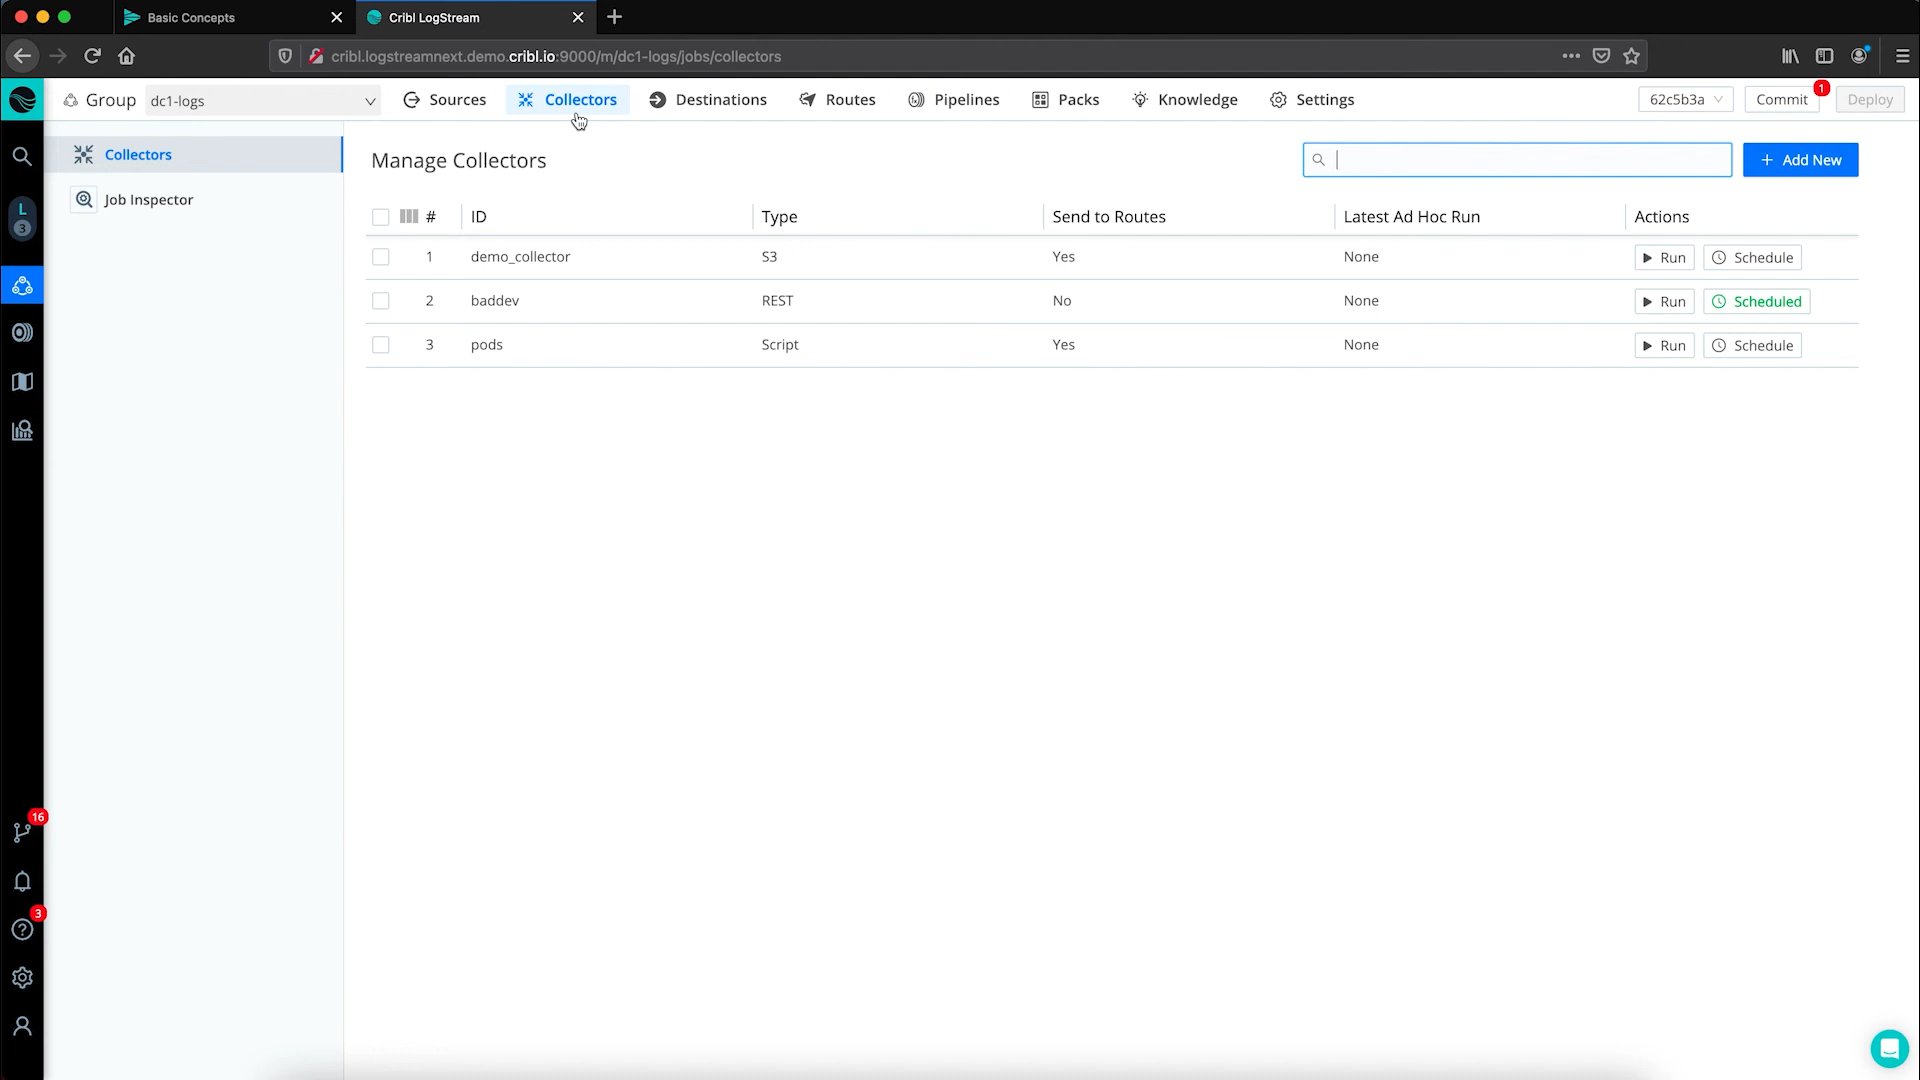 Basic Concepts
Cribl LogStream
cribl.logstreamnext.demo.cribl.io:9000/m/dc1-logs/jobs/collectors
Group dc1-logs Sources Collectors Destinations Routes Pipelines Packs Knowledge Settings 62c5b3a Commit 1 Deploy
Collectors
Job Inspector
L
3
16
3
Manage Collectors
+ Add New
# ID Type Send to Routes Latest Ad Hoc Run Actions
1 demo_collector S3 Yes None Run Schedule
2 baddev REST No None Run Scheduled
3 pods Script Yes None Run Schedule